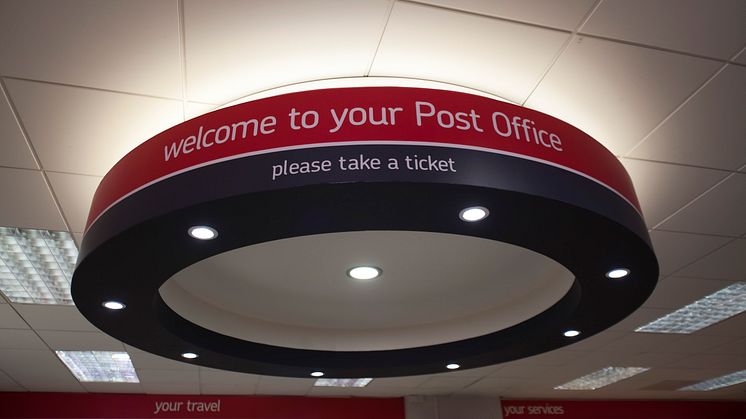 welcome to your Post Office
please take a ticket
your travel
your services